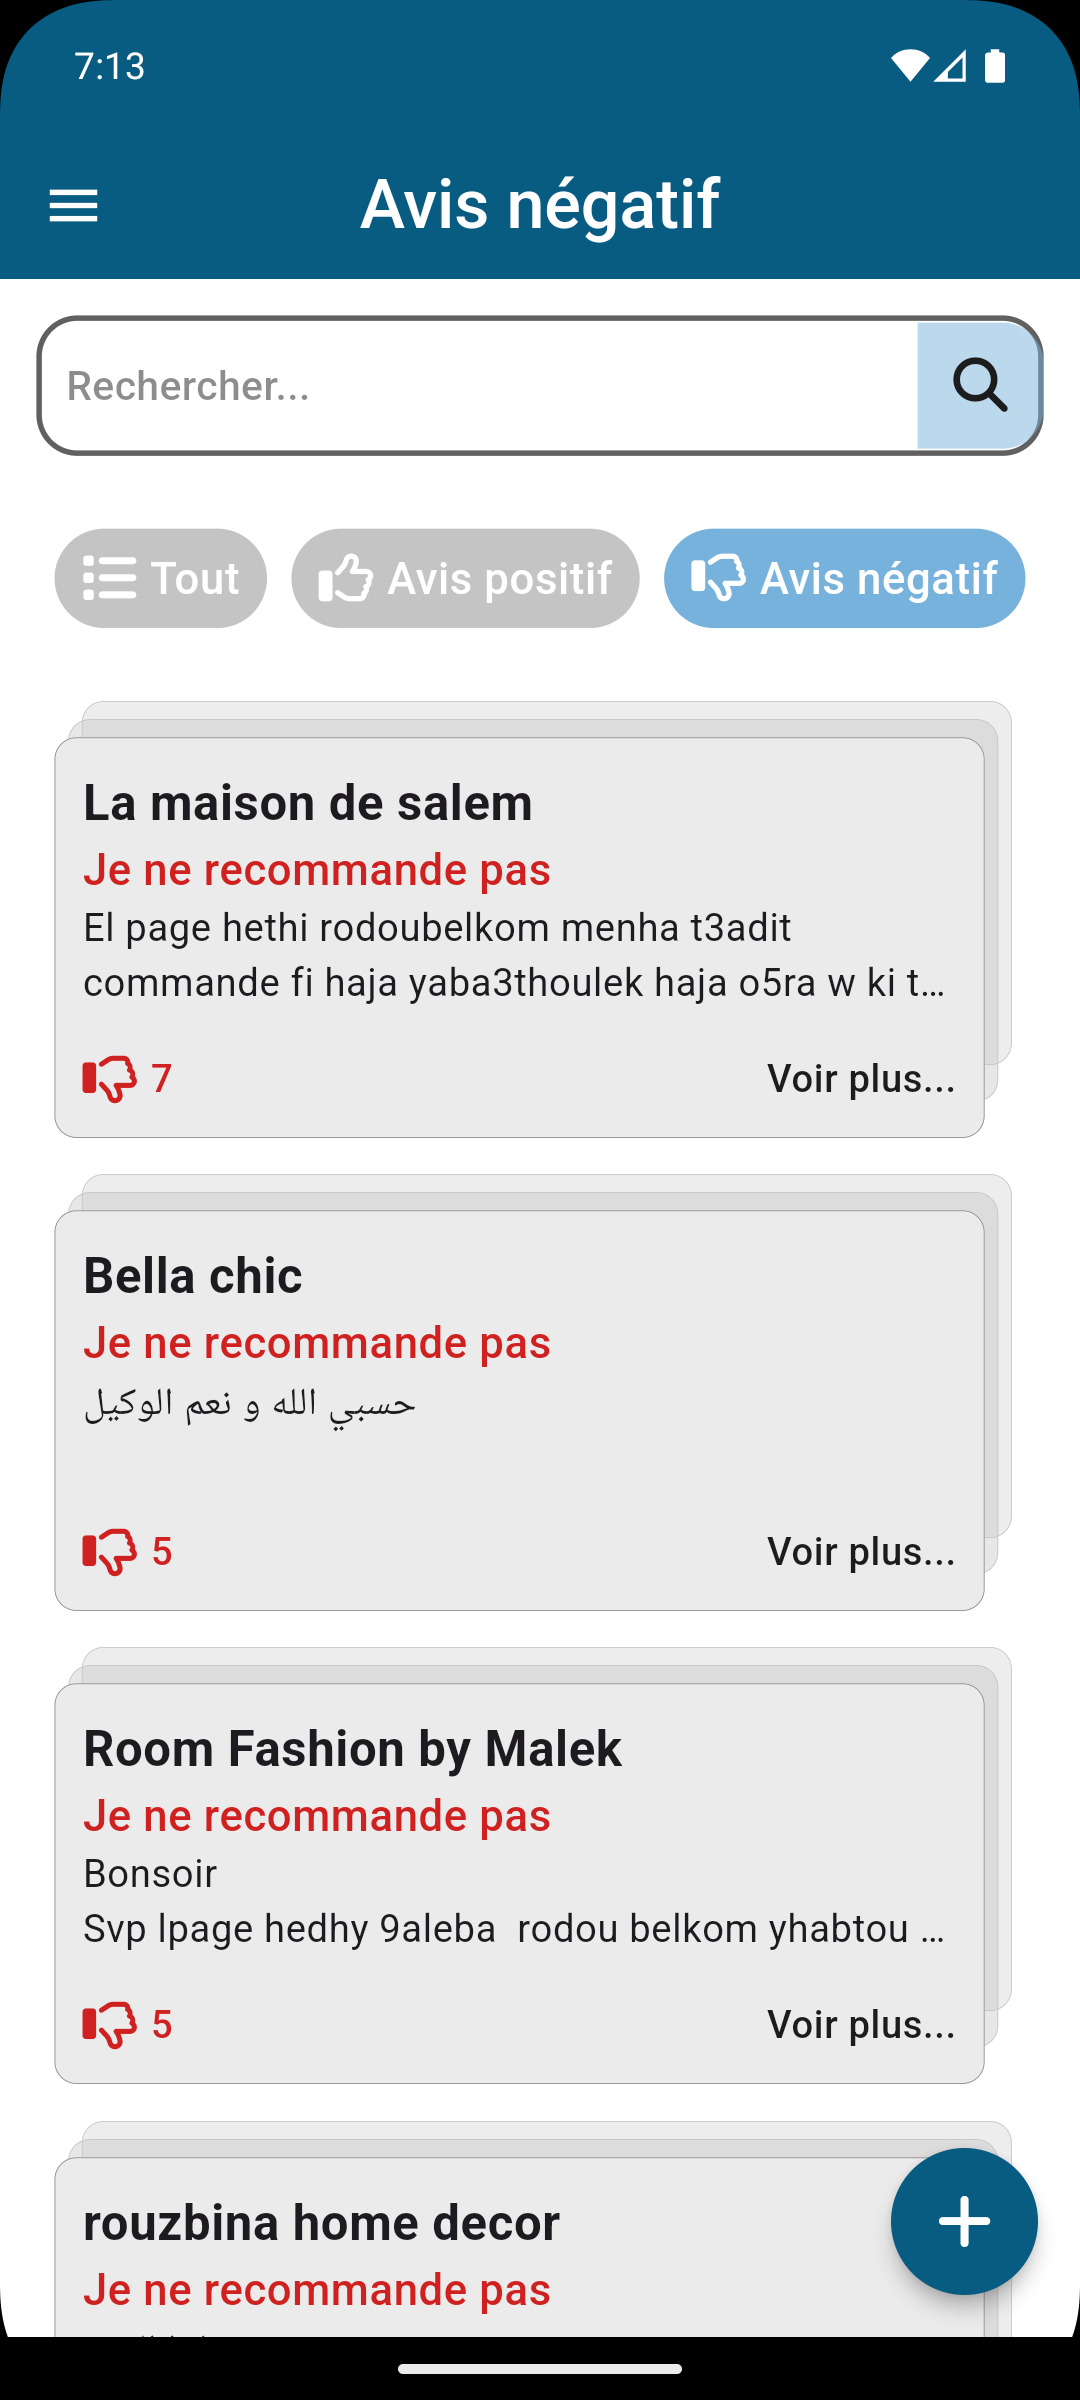 7:13
Avis négatif
Rechercher...
Tout
Avis positif
Avis négatif
La maison de salem
Je ne recommande pas
El page hethi rodoubelkom menha t3adit
commande fi haja yaba3thoulek haja o5ra w ki t...
7
Voir plus...
Bella chic
Je ne recommande pas
حسبي الله و نعم الوكيل
5
Voir plus...
Room Fashion by Malek
Je ne recommande pas
Bonsoir
Svp lpage hedhy 9aleba  rodou belkom yhabtou ...
5
Voir plus...
rouzbina home decor
Je ne recommande pas